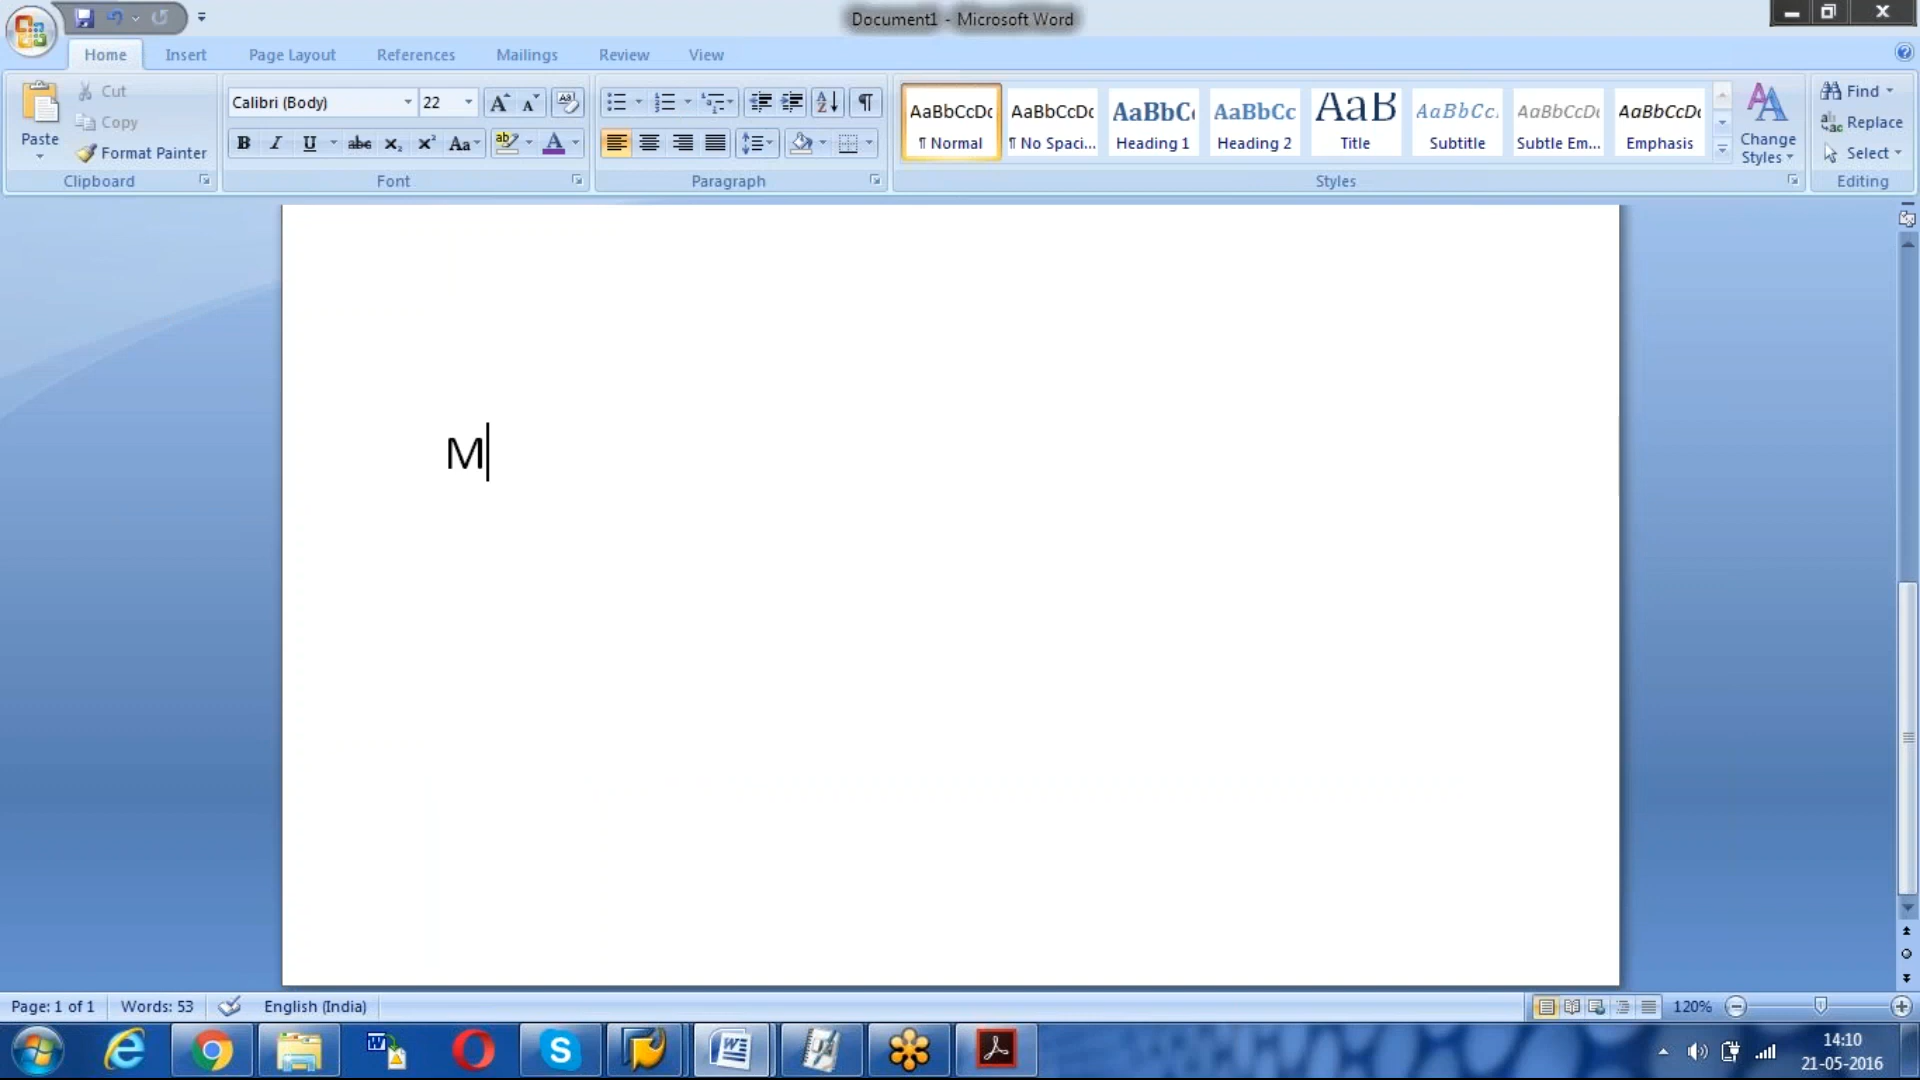 Document1 - Microsoft Word
Home Insert Page Layout References Mailings Review View
Paste
Cut
Copy
Format Painter
Clipboard
Calibri (Body) 22
Font
Paragraph
AaBbCcDc AaBbCcDc AaBbC AaBbCc AaB AaBbCc. AaBbCcDc AaBbCcDc
¶ Normal ¶ No Spaci... Heading 1 Heading 2 Title Subtitle Subtle Em... Emphasis
Styles
Change Styles
Find
Replace
Select
Editing
M
Page: 1 of 1 Words: 53 English (India) 120%
14:10
21-05-2016